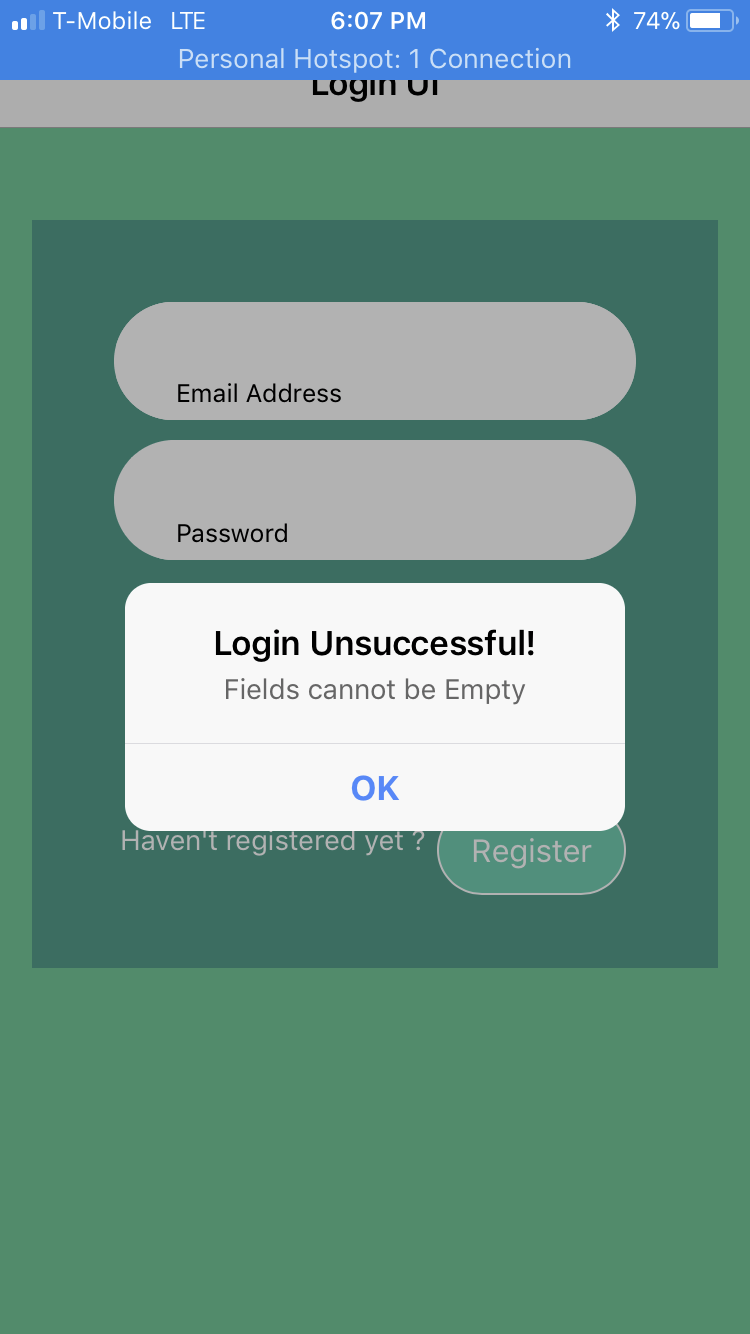 T-Mobile LTE 6:07 PM 74%
Personal Hotspot: 1 Connection
Login UI
Email Address
Password
Login Unsuccessful!
Fields cannot be Empty
OK
Haven't registered yet ?
Register